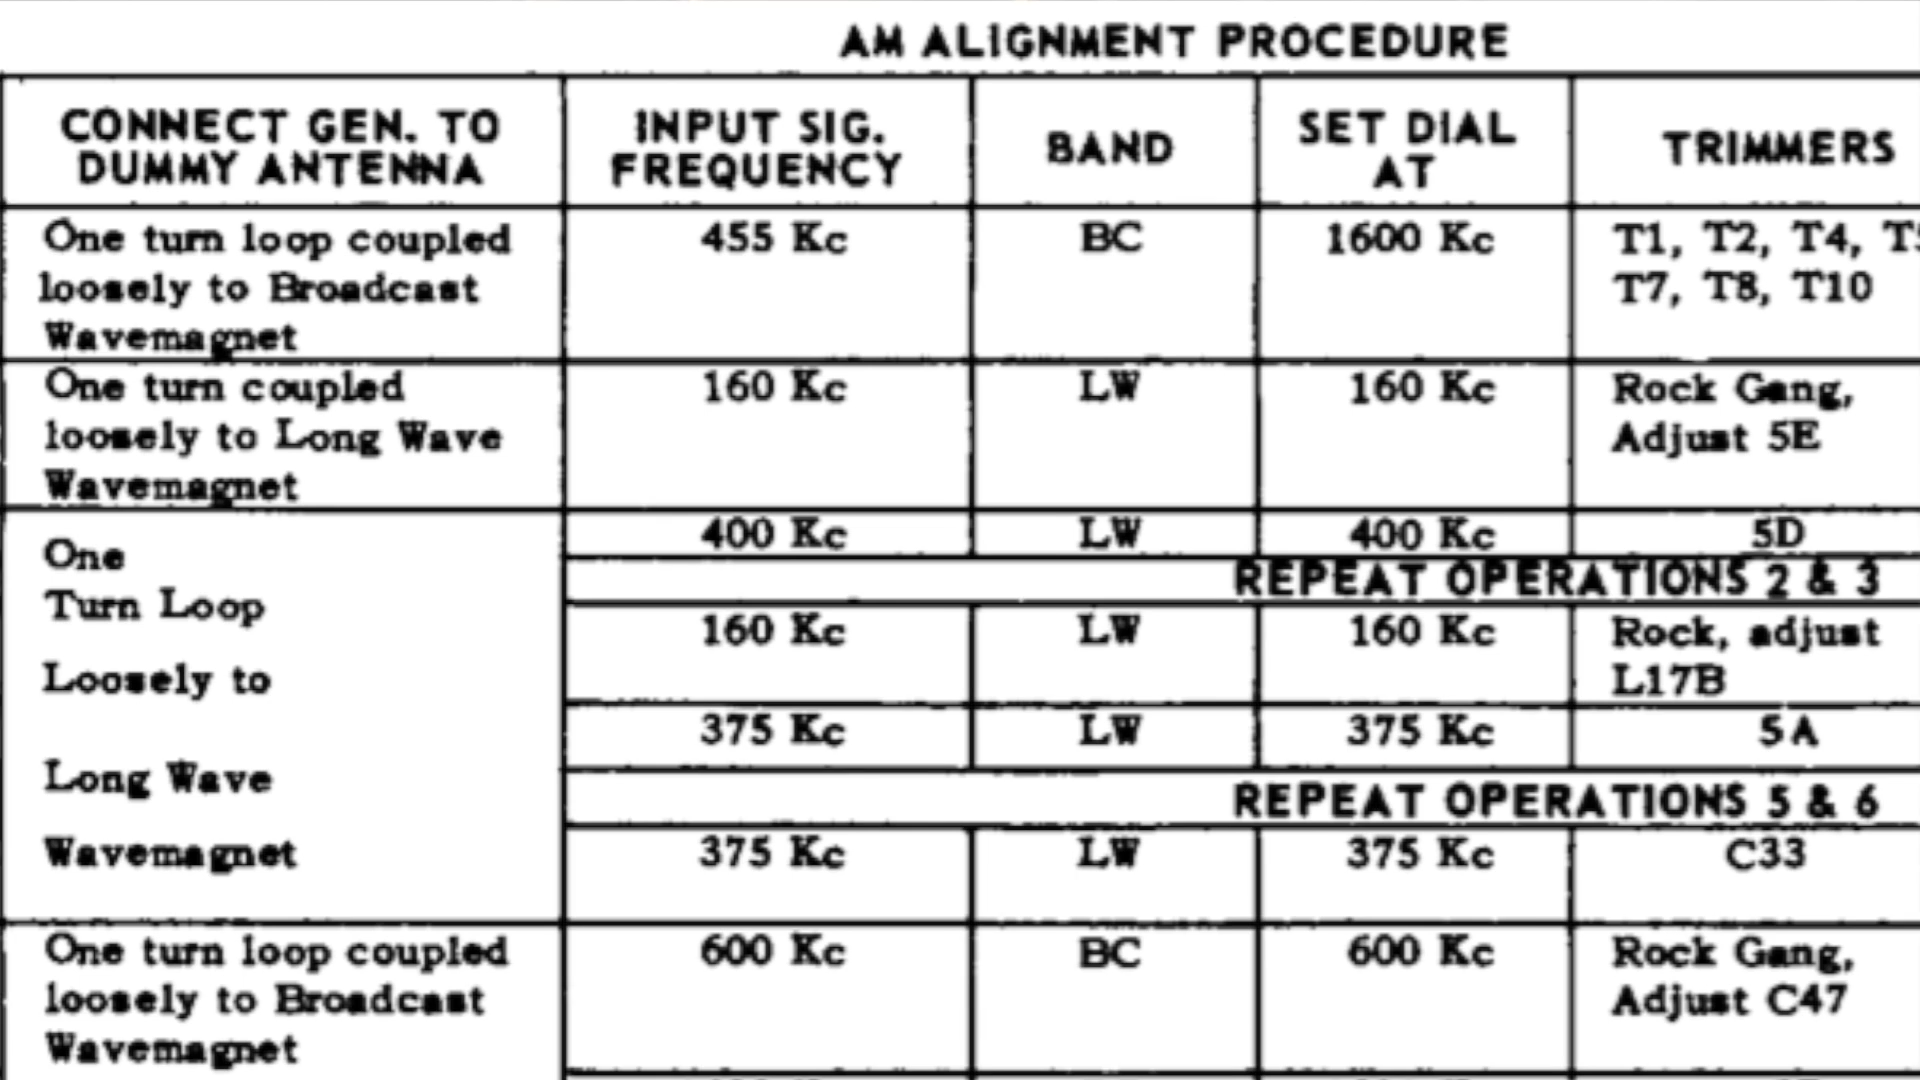 AM ALIGNMENT PROCEDURE
CONNECT GEN. TO
DUMMY ANTENNA
INPUT SIG.
FREQUENCY
BAND
SET DIAL
AT
TRIMMERS
One turn loop coupled
loosely to Broadcast
Wavemagnet
455 Kc
BC
1600 Kc
T1, T2, T4,
T7, T8, T10
One turn coupled
loosely to Long Wave
Wavemagnet
160 Kc
LW
160 Kc
Rock Gang,
Adjust 5E
One
Turn Loop
Loosely to
Long Wave
Wavemagnet
400 Kc
LW
400 Kc
5D
REPEAT OPERATIONS 2 & 3
160 Kc
LW
160 Kc
Rock, adjust
L17B
375 Kc
LW
375 Kc
5A
REPEAT OPERATIONS 5 & 6
375 Kc
LW
375 Kc
C33
One turn loop coupled
loosely to Broadcast
Wavemagnet
600 Kc
BC
600 Kc
Rock Gang,
Adjust C47